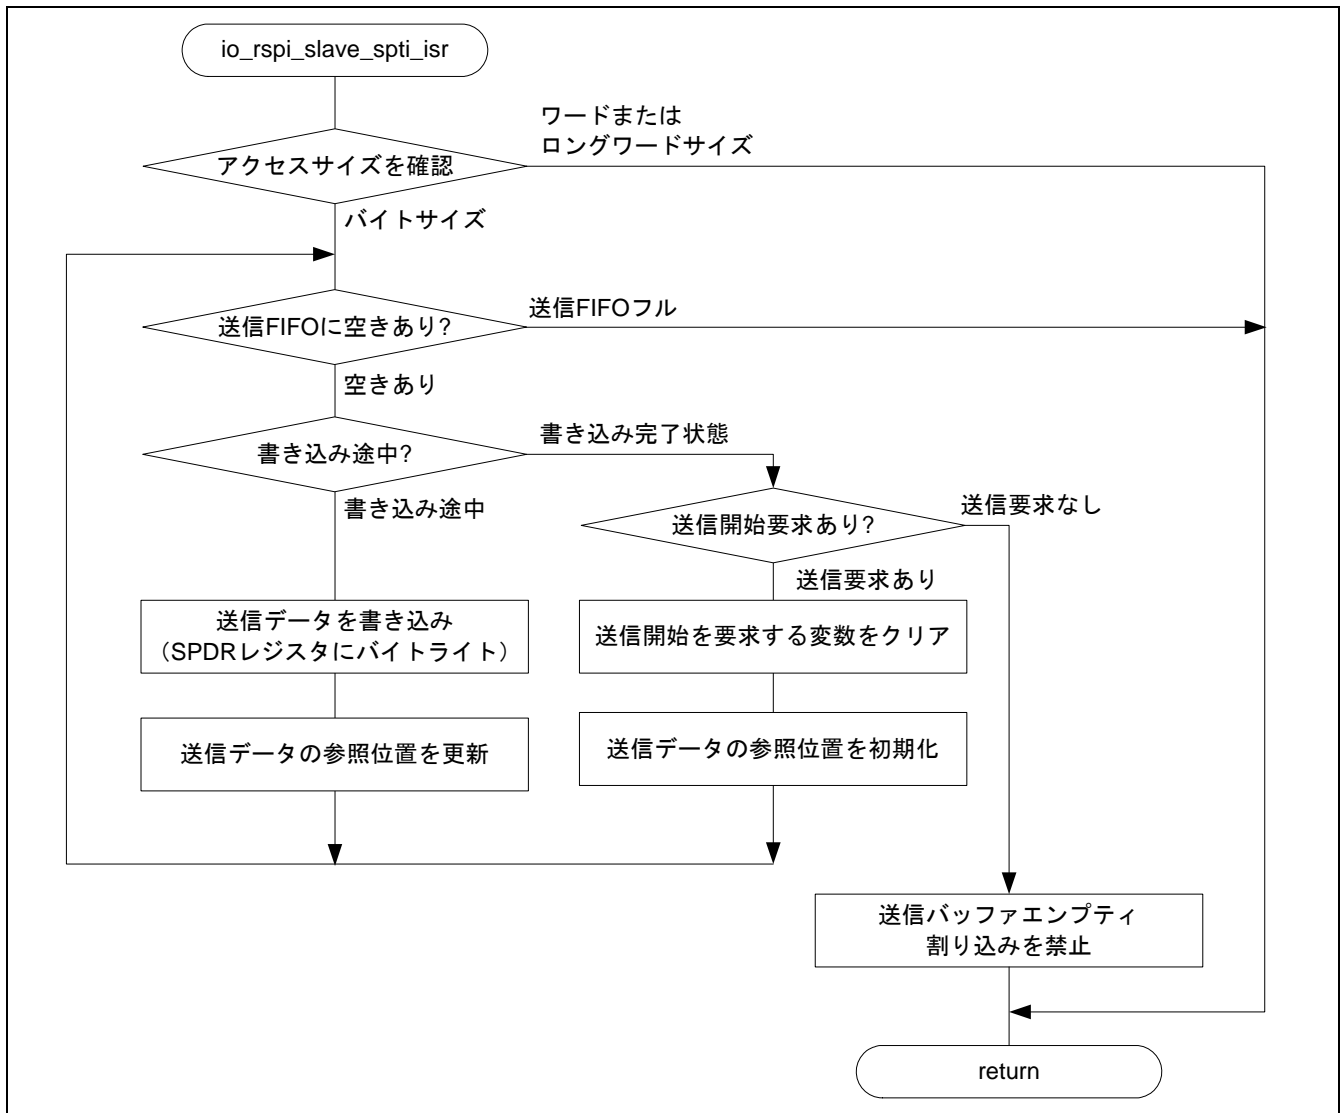 io_rspi_slave_spti_isr
ワードまたは
ロングワードサイズ
アクセスサイズを確認
バイトサイズ
送信FIFOフル
送信FIFOに空きあり?
空きあり
書き込み完了状態
書き込み途中?
書き込み途中
送信要求なし
送信開始要求あり?
送信要求あり
送信データを書き込み
（SPDRレジスタにバイトライト）
送信開始を要求する変数をクリア
送信データの参照位置を更新
送信データの参照位置を初期化
送信バッファエンプティ
割り込みを禁止
return